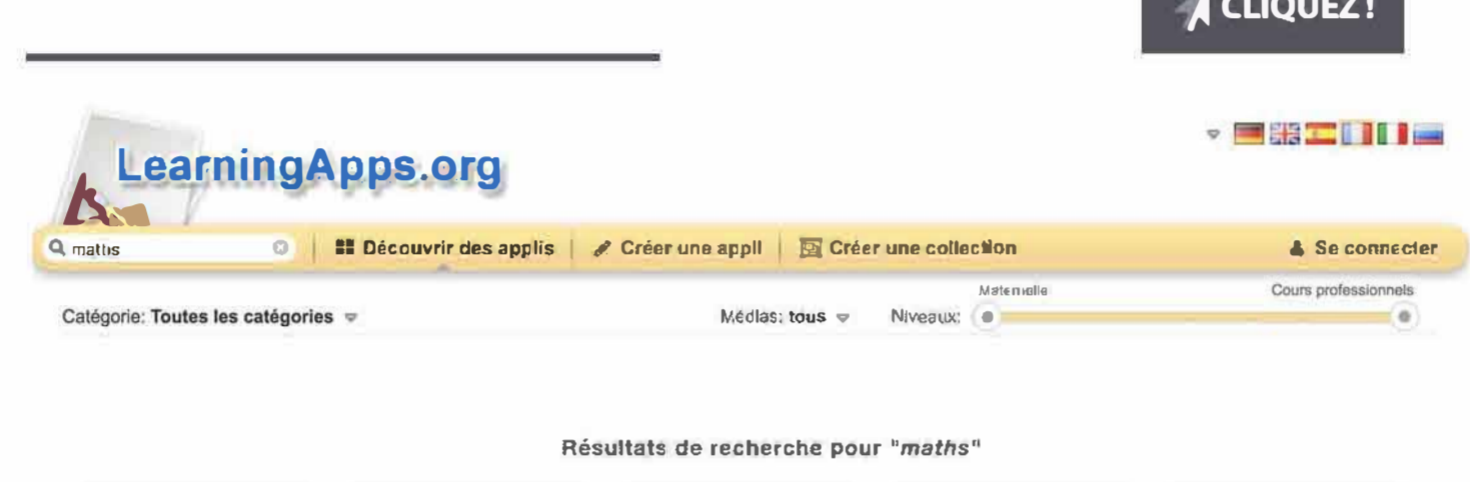 CLIQUEZ!
LearningApps.org
maths Découvrir des applis Créer une appli Créer une collection Se connecter
Maternelle Cours professionnels
Catégorie: Toutes les catégories Médias: tous Niveaux:
Résultats de recherche pour "maths"